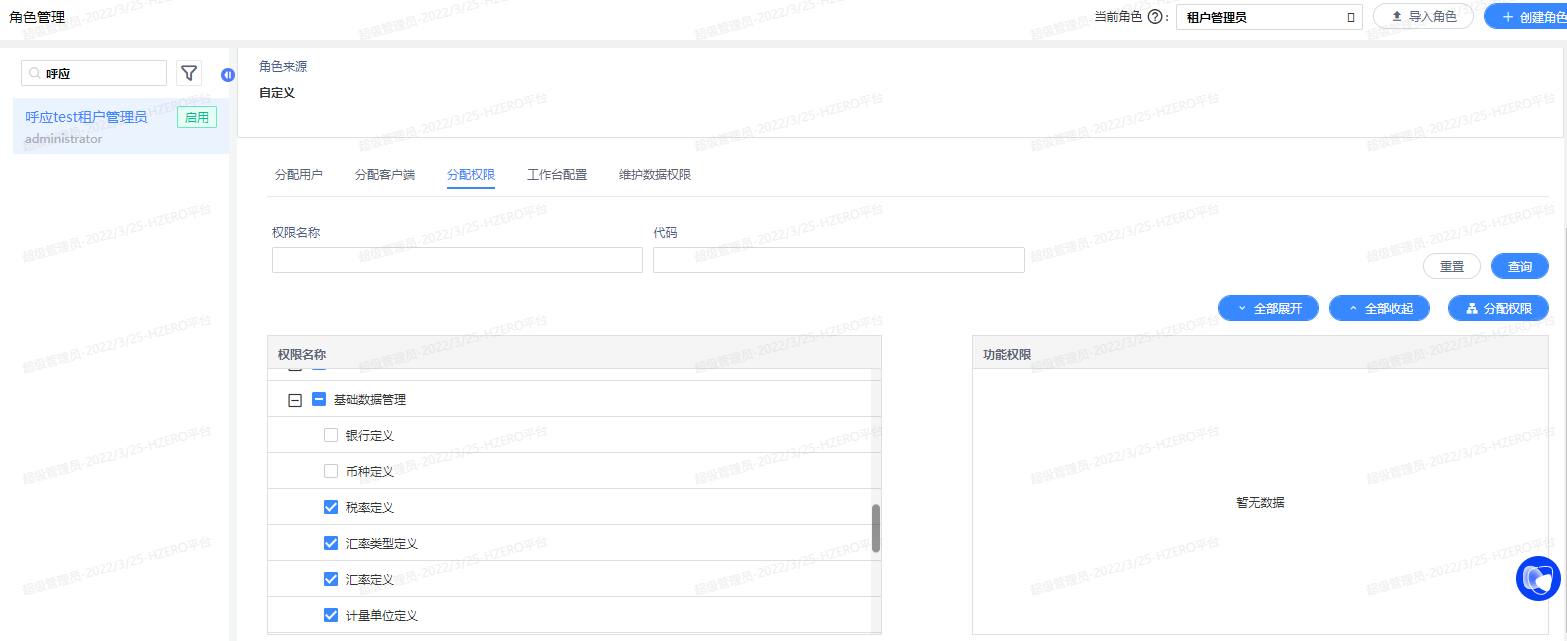 角色管理
当前角色 ? : 租户管理员 导入角色 创建角色
呼应
呼应test租户管理员 启用
administrator
角色来源
自定义
分配用户 分配客户端 分配权限 工作台配置 维护数据权限
权限名称 代码
重置 查询
全部展开 全部收起 分配权限
权限名称
基础数据管理
银行定义
币种定义
税率定义
汇率类型定义
汇率定义
计量单位定义
功能权限
暂无数据
超级管理员-2022/3/25-HZERO平台